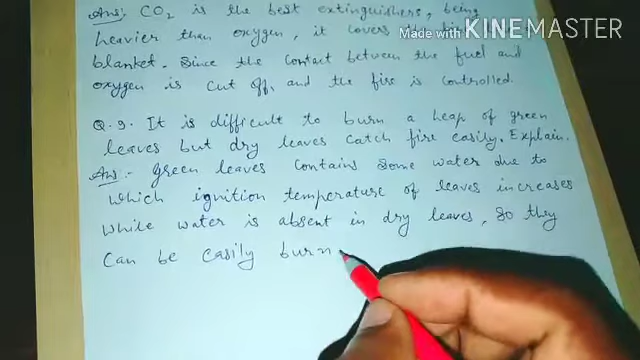 Ans:- CO2 is the best extinguishers, being
heavier than oxygen, it covers the
Made with KINEMASTER
blanket. Since the contact between the fuel and
oxygen is cut off, and the fire is controlled.
Q.9. It is difficult to burn a heap of green
leaves but dry leaves catch fire easily. Explain.
Ans:- Green leaves contains some water due to
which ignition temperature of leaves increases
while water is absent in dry leaves, so they
can be easily burn